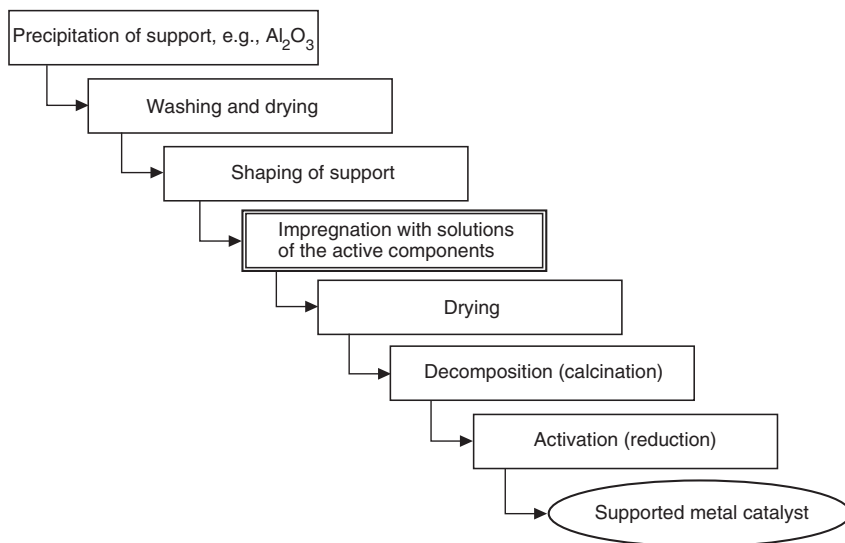 Precipitation of support, e.g., Al₂O₃
Washing and drying
Shaping of support
Impregnation with solutions
of the active components
Drying
Decomposition (calcination)
Activation (reduction)
Supported metal catalyst